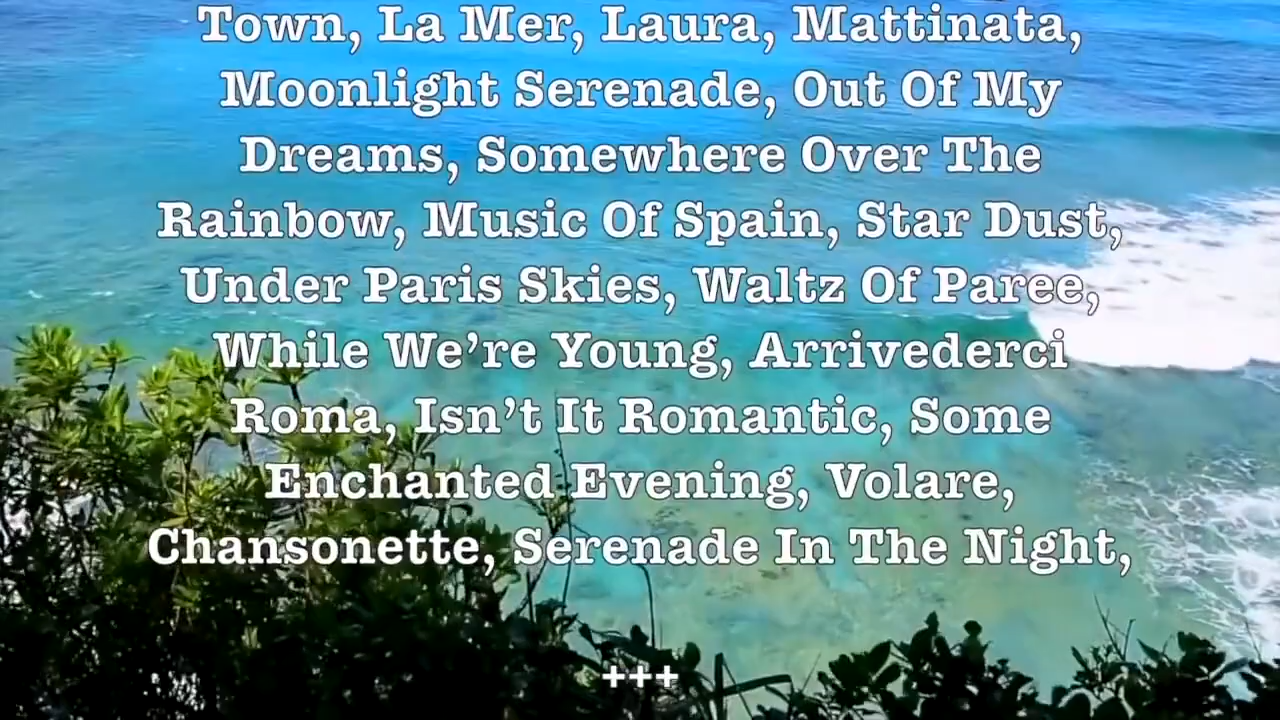 Town, La Mer, Laura, Mattinata,
Moonlight Serenade, Out Of My
Dreams, Somewhere Over The
Rainbow, Music Of Spain, Star Dust,
Under Paris Skies, Waltz Of Paree,
While We’re Young, Arrivederci
Roma, Isn’t It Romantic, Some
Enchanted Evening, Volare,
Chansonette, Serenade In The Night,
+++